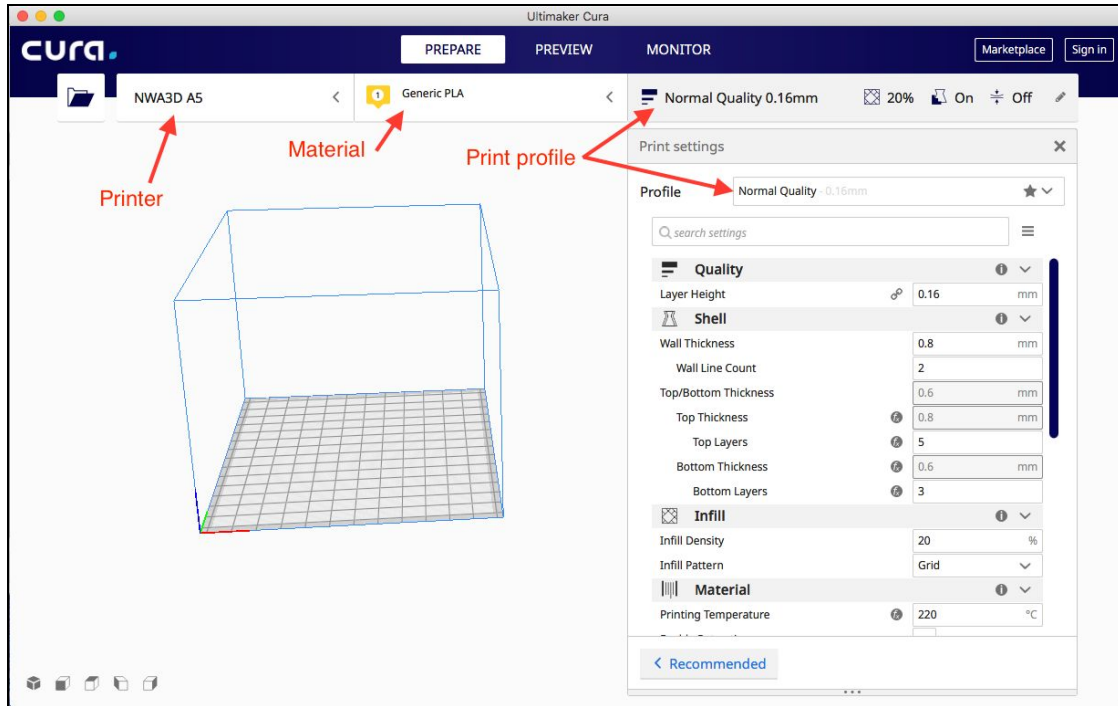 Ultimaker Cura
cura.
PREPARE PREVIEW MONITOR Marketplace Sign in
NWA3D A5 1 Generic PLA Normal Quality 0.16mm 20% On Off
Material
Print profile
Printer
Print settings
Profile Normal Quality - 0.16mm
search settings
Quality
Layer Height 0.16 mm
Shell
Wall Thickness 0.8 mm
Wall Line Count 2
Top/Bottom Thickness 0.6 mm
Top Thickness 0.8 mm
Top Layers 5
Bottom Thickness 0.6 mm
Bottom Layers 3
Infill
Infill Density 20 %
Infill Pattern Grid
Material
Printing Temperature 220 °C
Recommended